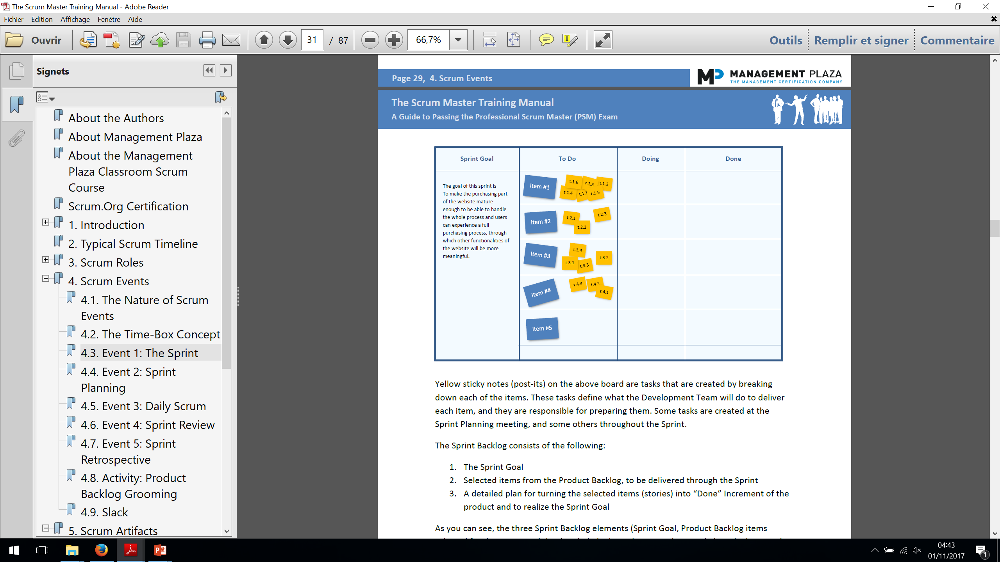 The Scrum Master Training Manual - Adobe Reader
Fichier Edition Affichage Fenêtre Aide
Ouvrir 31 / 87 66,7% Outils Remplir et signer Commentaire
Signets
About the Authors
About Management Plaza
About the Management
Plaza Classroom Scrum
Course
Scrum.Org Certification
1. Introduction
2. Typical Scrum Timeline
3. Scrum Roles
4. Scrum Events
4.1. The Nature of Scrum
Events
4.2. The Time-Box Concept
4.3. Event 1: The Sprint
4.4. Event 2: Sprint
Planning
4.5. Event 3: Daily Scrum
4.6. Event 4: Sprint Review
4.7. Event 5: Sprint
Retrospective
4.8. Activity: Product
Backlog Grooming
4.9. Slack
5. Scrum Artifacts
Page 29, 4. Scrum Events
MP MANAGEMENT PLAZA
THE MANAGEMENT CERTIFICATION COMPANY
The Scrum Master Training Manual
A Guide to Passing the Professional Scrum Master (PSM) Exam
Sprint Goal To Do Doing Done
The goal of this sprint is
To make the purchasing part
of the website mature
enough to be able to handle
the whole process and users
can experience a full
purchasing process, through
which other functionalities of
the website will be more
meaningful.
Item #1 t.1.6 t.1.3 t.1.2
t.1.4 t.1.1 t.1.5
Item #2 t.2.1 t.2.3
t.2.2
Item #3 t.3.4 t.3.2
t.3.1 t.3.3
Item #4 t.4.4 t.4.2
t.4.1
Item #5
Yellow sticky notes (post-its) on the above board are tasks that are created by breaking
down each of the items. These tasks define what the Development Team will do to deliver
each item, and they are responsible for preparing them. Some tasks are created at the
Sprint Planning meeting, and some others throughout the Sprint.
The Sprint Backlog consists of the following:
1. The Sprint Goal
2. Selected items from the Product Backlog, to be delivered through the Sprint
3. A detailed plan for turning the selected items (stories) into “Done” Increment of the
product and to realize the Sprint Goal
As you can see, the three Sprint Backlog elements (Sprint Goal, Product Backlog items
04:43
01/11/2017
1